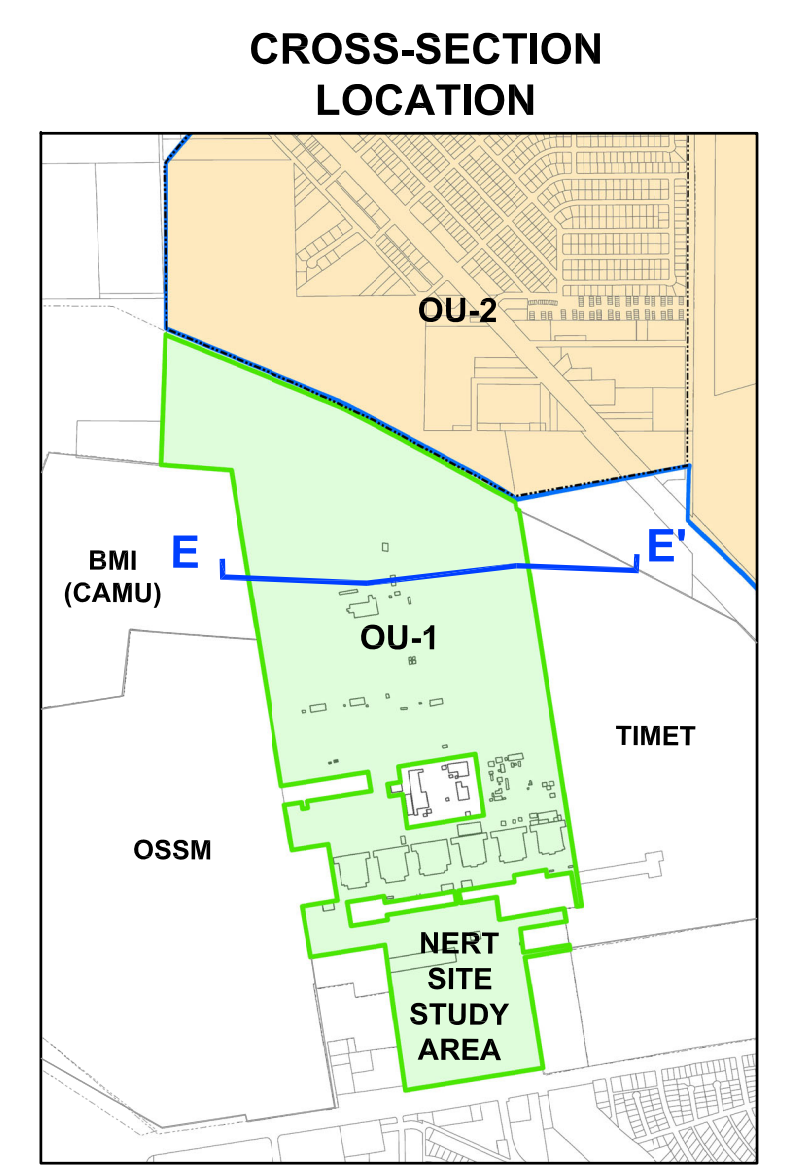 CROSS-SECTION
LOCATION
OU-2
BMI
(CAMU)
E
E'
OU-1
TIMET
OSSM
NERT
SITE
STUDY
AREA